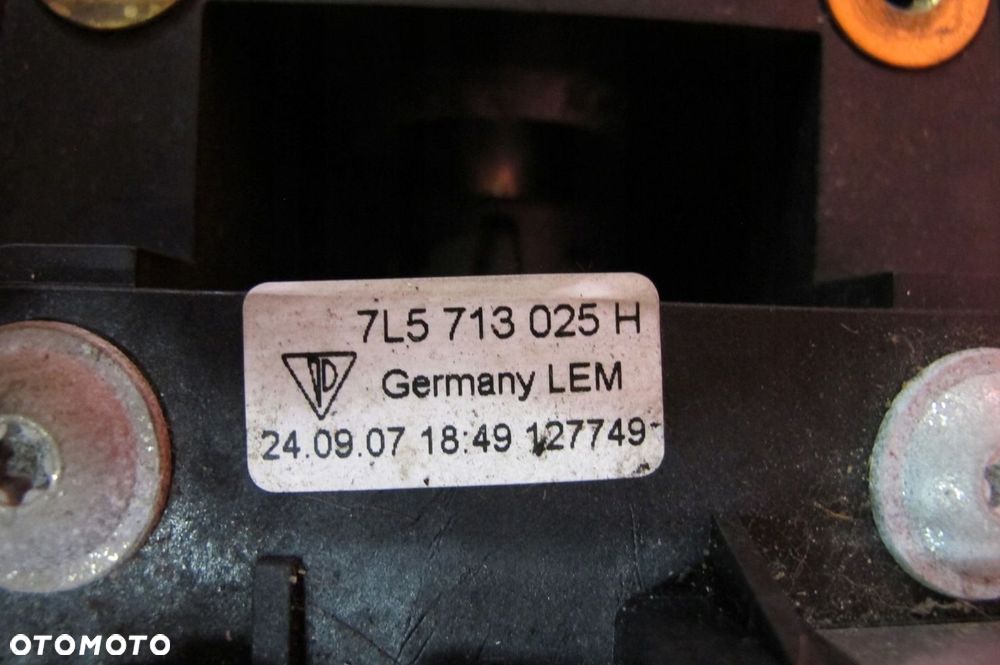 7L5 713 025 H
Germany LEM
24.09.07 18:49 127749
OTOMOTO